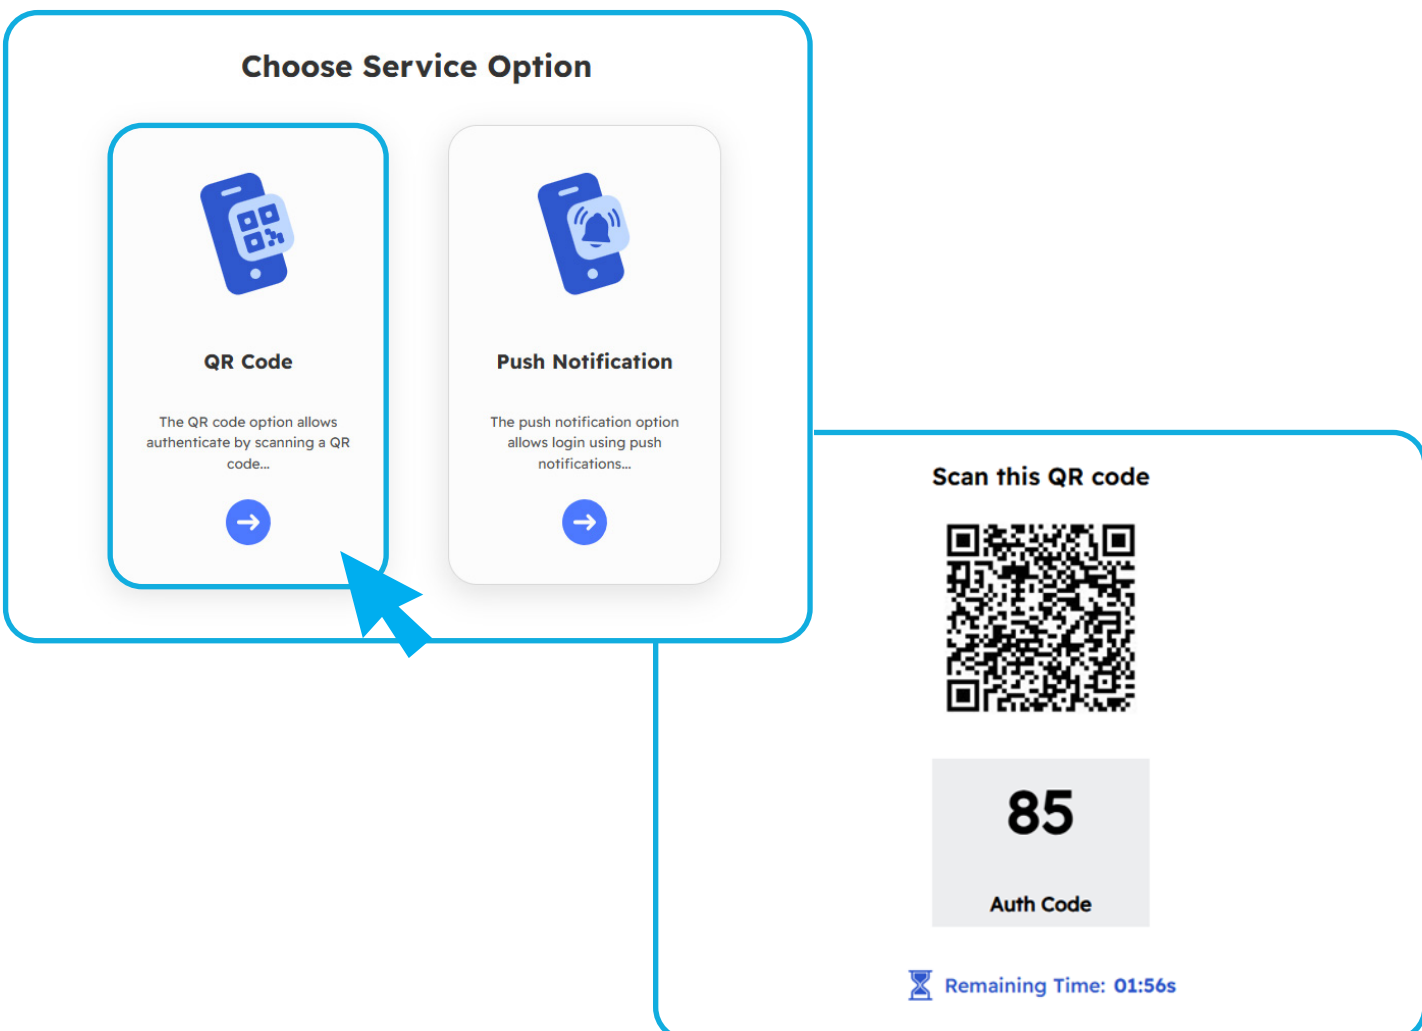 Choose Service Option
QR Code
The QR code option allows
authenticate by scanning a QR
code...
Push Notification
The push notification option
allows login using push
notifications...
Scan this QR code
85
Auth Code
Remaining Time: 01:56s